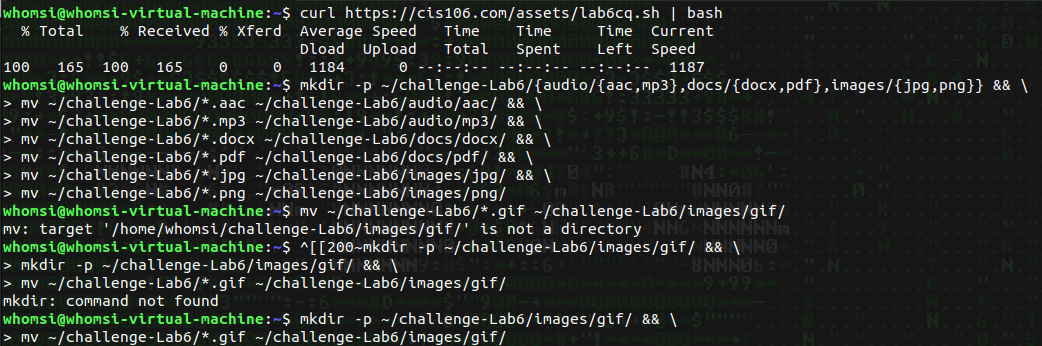 whomsi@whomsi-virtual-machine:~$ curl https://cis106.com/assets/lab6cq.sh | bash
  % Total    % Received % Xferd  Average Speed   Time    Time     Time  Current
                                 Dload  Upload   Total   Spent    Left  Speed
100   165  100   165    0     0   1184      0 --:--:-- --:--:-- --:--:--  1187
whomsi@whomsi-virtual-machine:~$ mkdir -p ~/challenge-Lab6/{audio/{aac,mp3},docs/{docx,pdf},images/{jpg,png}} && \
> mv ~/challenge-Lab6/*.aac ~/challenge-Lab6/audio/aac/ && \
> mv ~/challenge-Lab6/*.mp3 ~/challenge-Lab6/audio/mp3/ && \
> mv ~/challenge-Lab6/*.docx ~/challenge-Lab6/docs/docx/ && \
> mv ~/challenge-Lab6/*.pdf ~/challenge-Lab6/docs/pdf/ && \
> mv ~/challenge-Lab6/*.jpg ~/challenge-Lab6/images/jpg/ && \
> mv ~/challenge-Lab6/*.png ~/challenge-Lab6/images/png/
whomsi@whomsi-virtual-machine:~$ mv ~/challenge-Lab6/*.gif ~/challenge-Lab6/images/gif/
mv: target '/home/whomsi/challenge-Lab6/images/gif/' is not a directory
whomsi@whomsi-virtual-machine:~$ ^[[200~mkdir -p ~/challenge-Lab6/images/gif/ && \
> mkdir -p ~/challenge-Lab6/images/gif/ && \
> mv ~/challenge-Lab6/*.gif ~/challenge-Lab6/images/gif/
mkdir: command not found
whomsi@whomsi-virtual-machine:~$ mkdir -p ~/challenge-Lab6/images/gif/ && \
> mv ~/challenge-Lab6/*.gif ~/challenge-Lab6/images/gif/